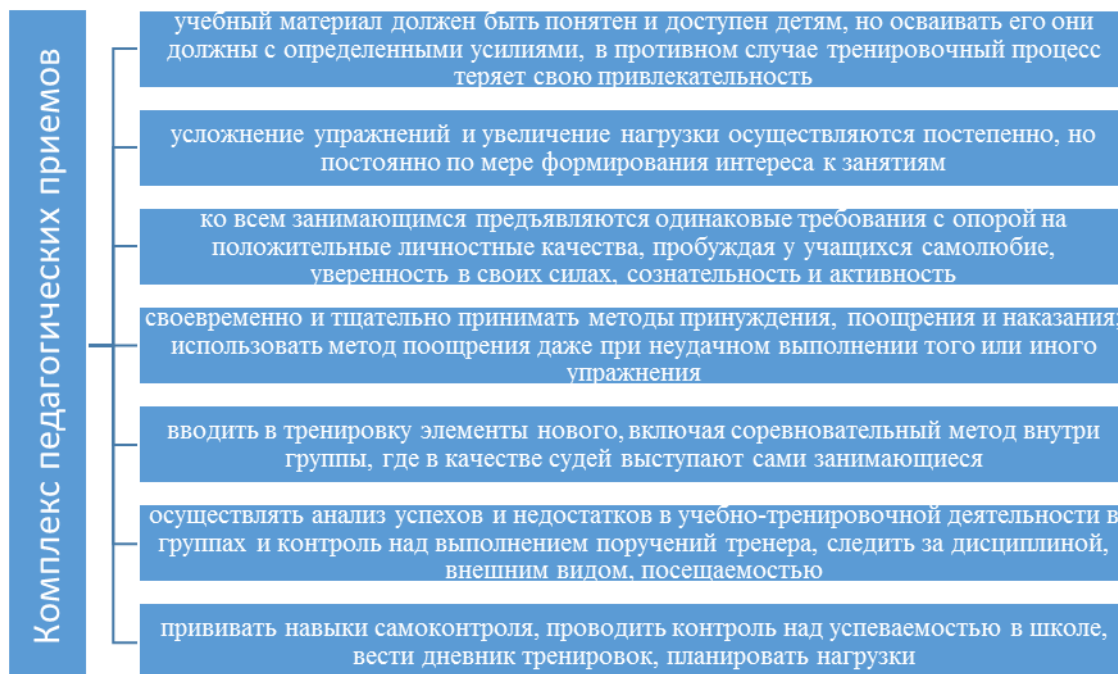 Комплекс педагогических приемов
учебный материал должен быть понятен и доступен детям, но осваивать его они
должны с определенными усилиями, в противном случае тренировочный процесс
теряет свою привлекательность
усложнение упражнений и увеличение нагрузки осуществляются постепенно, но
постоянно по мере формирования интереса к занятиям
ко всем занимающимся предъявляются одинаковые требования с опорой на
положительные личностные качества, пробуждая у учащихся самолюбие,
уверенность в своих силах, сознательность и активность
своевременно и тщательно принимать методы принуждения, поощрения и наказания;
использовать метод поощрения даже при неудачном выполнении того или иного
упражнения
вводить в тренировку элементы нового, включая соревновательный метод внутри
группы, где в качестве судей выступают сами занимающиеся
осуществлять анализ успехов и недостатков в учебно-тренировочной деятельности в
группах и контроль над выполнением поручений тренера, следить за дисциплиной,
внешним видом, посещаемостью
прививать навыки самоконтроля, проводить контроль над успеваемостью в школе,
вести дневник тренировок, планировать нагрузки